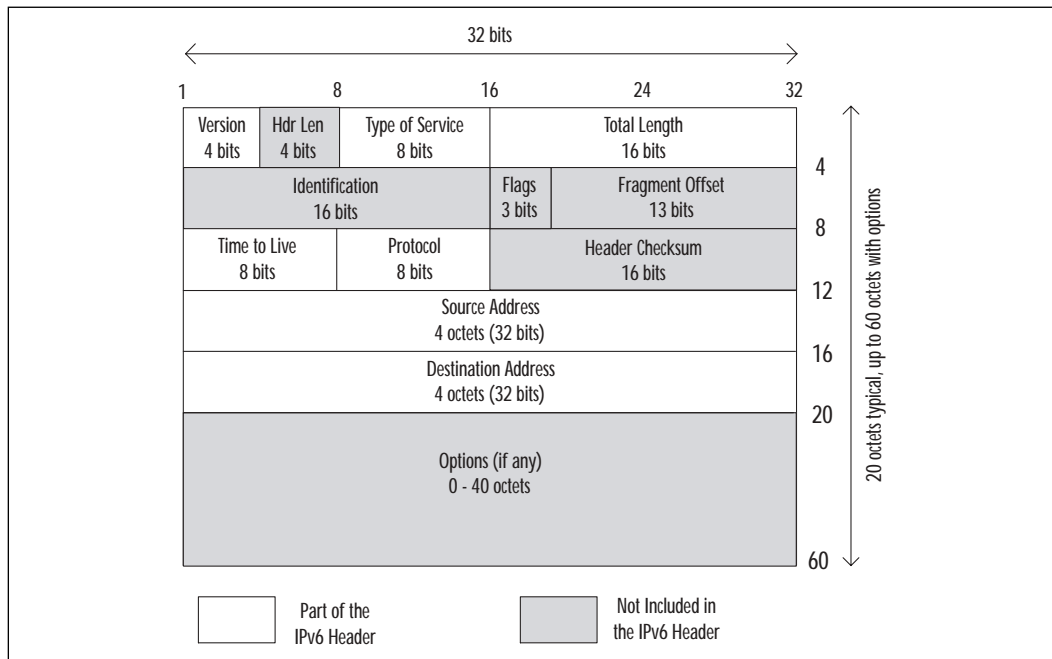 32 bits
1 8 16 24 32
Version Hdr Len Type of Service Total Length
4 bits 4 bits 8 bits 16 bits
4
Identification Flags Fragment Offset
16 bits 3 bits 13 bits
8
Time to Live Protocol Header Checksum
8 bits 8 bits 16 bits
12
Source Address
4 octets (32 bits)
16
Destination Address
4 octets (32 bits)
20
Options (if any)
0 - 40 octets
60
20 octets typical, up to 60 octets with options
Part of the
IPv6 Header
Not Included in
the IPv6 Header